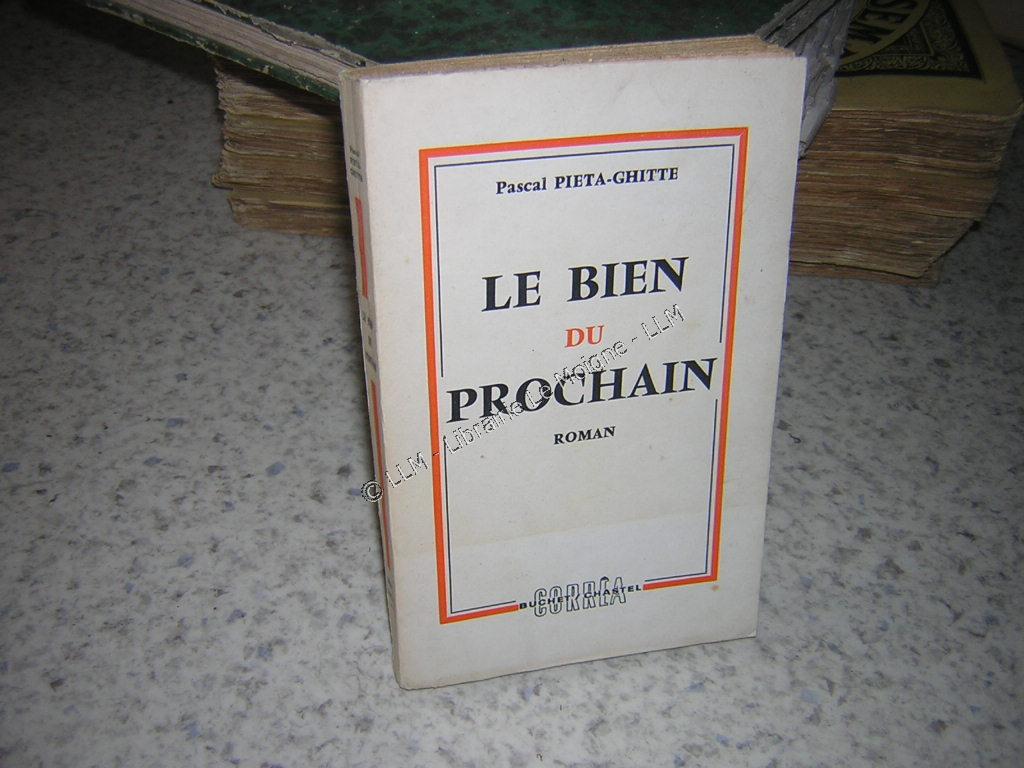 Pascal PIETA-GHITTE
LE BIEN
DU
PROCHAIN
ROMAN
CORRÊA
BUCHET CHASTEL
© LLM - Librairie Le Moigne - LLM